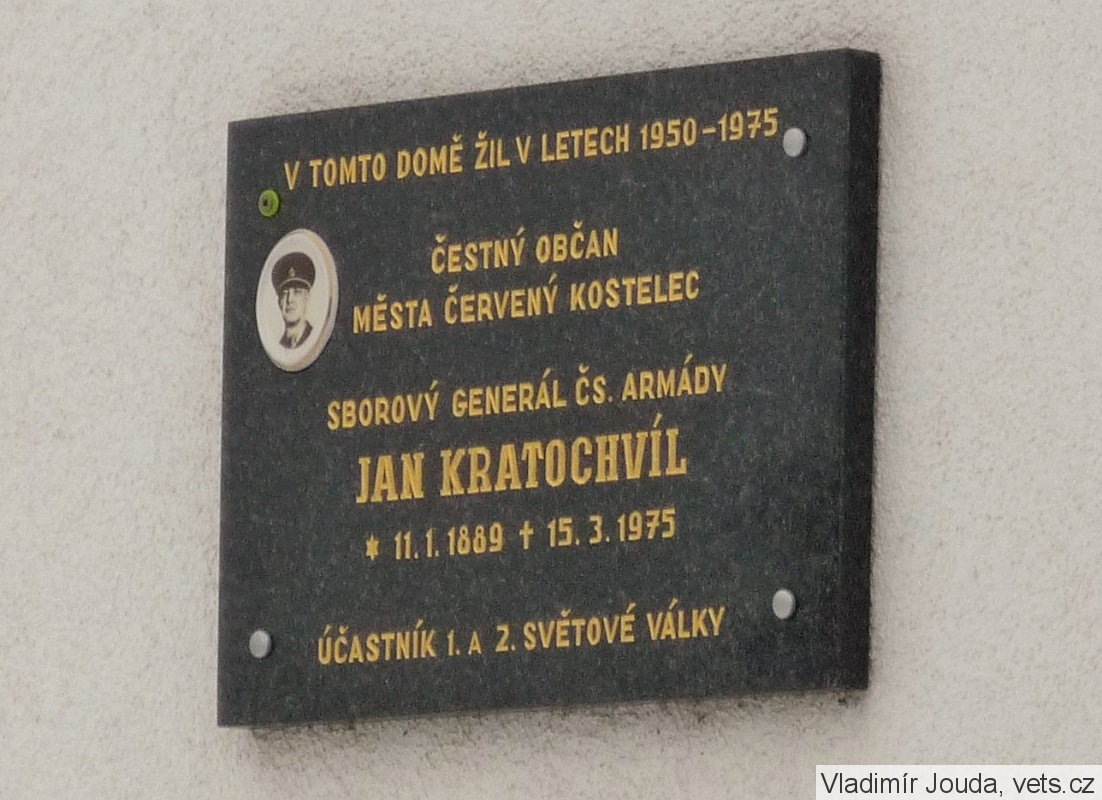 V TOMTO DOMĚ ŽIL V LETECH 1950-1975
ČESTNÝ OBČAN
MĚSTA ČERVENÝ KOSTELEC
SBOROVÝ GENERÁL ČS. ARMÁDY
JAN KRATOCHVÍL
* 11. 1. 1889 † 15. 3. 1975
ÚČASTNÍK 1. A 2. SVĚTOVÉ VÁLKY
Vladimír Jouda, vets.cz